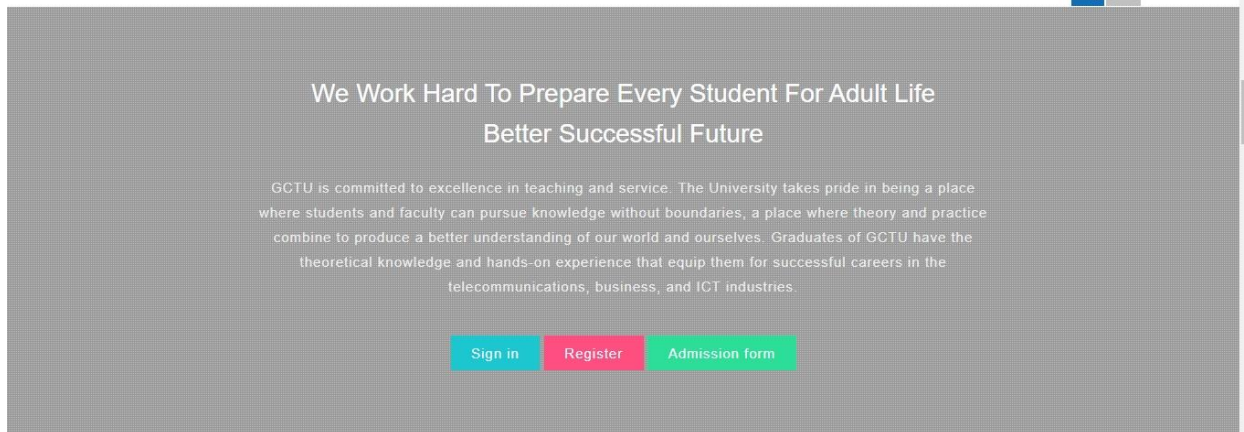 We Work Hard To Prepare Every Student For Adult Life
Better Successful Future
GCTU is committed to excellence in teaching and service. The University takes pride in being a place
where students and faculty can pursue knowledge without boundaries, a place where theory and practice
combine to produce a better understanding of our world and ourselves. Graduates of GCTU have the
theoretical knowledge and hands-on experience that equip them for successful careers in the
telecommunications, business, and ICT industries.
Sign in Register Admission form